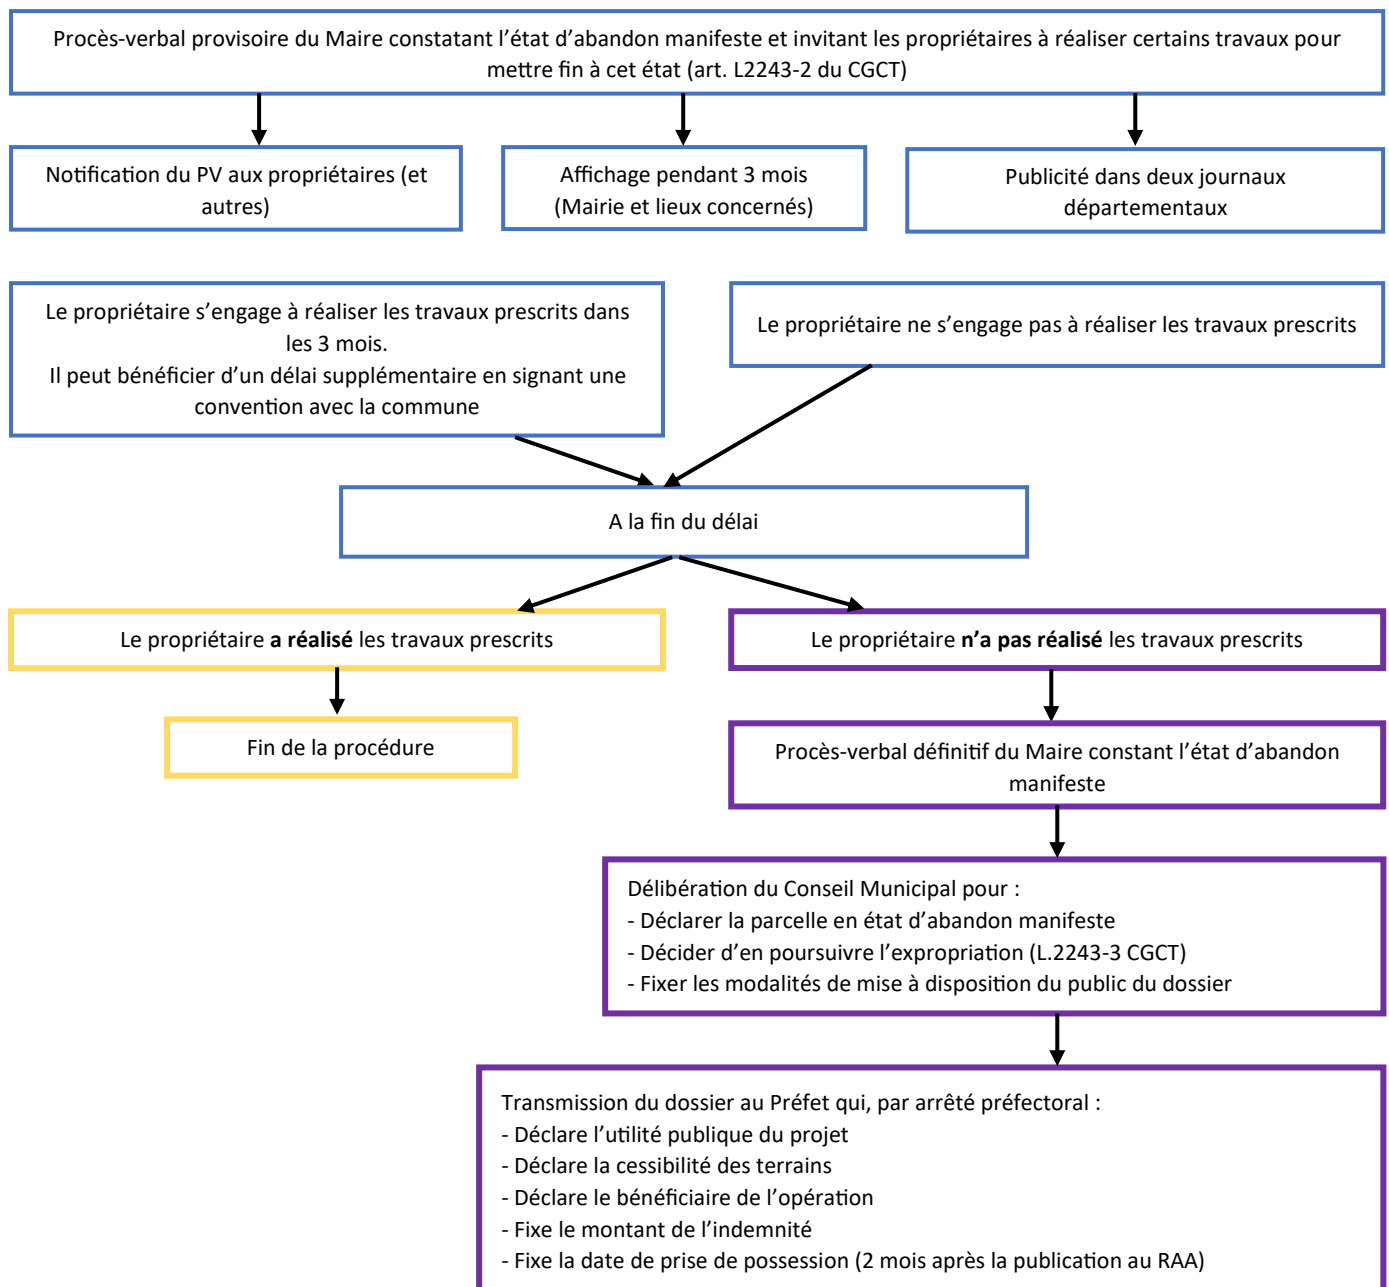 Procès-verbal provisoire du Maire constatant l’état d’abandon manifeste et invitant les propriétaires à réaliser certains travaux pour
mettre fin à cet état (art. L2243-2 du CGCT)
Notification du PV aux propriétaires (et
autres)
Affichage pendant 3 mois
(Mairie et lieux concernés)
Publicité dans deux journaux
départementaux
Le propriétaire s’engage à réaliser les travaux prescrits dans
les 3 mois.
Il peut bénéficier d’un délai supplémentaire en signant une
convention avec la commune
Le propriétaire ne s’engage pas à réaliser les travaux prescrits
A la fin du délai
Le propriétaire a réalisé les travaux prescrits
Le propriétaire n’a pas réalisé les travaux prescrits
Fin de la procédure
Procès-verbal définitif du Maire constant l’état d’abandon
manifeste
Délibération du Conseil Municipal pour :
- Déclarer la parcelle en état d’abandon manifeste
- Décider d’en poursuivre l’expropriation (L.2243-3 CGCT)
- Fixer les modalités de mise à disposition du public du dossier
Transmission du dossier au Préfet qui, par arrêté préfectoral :
- Déclare l’utilité publique du projet
- Déclare la cessibilité des terrains
- Déclare le bénéficiaire de l’opération
- Fixe le montant de l’indemnité
- Fixe la date de prise de possession (2 mois après la publication au RAA)